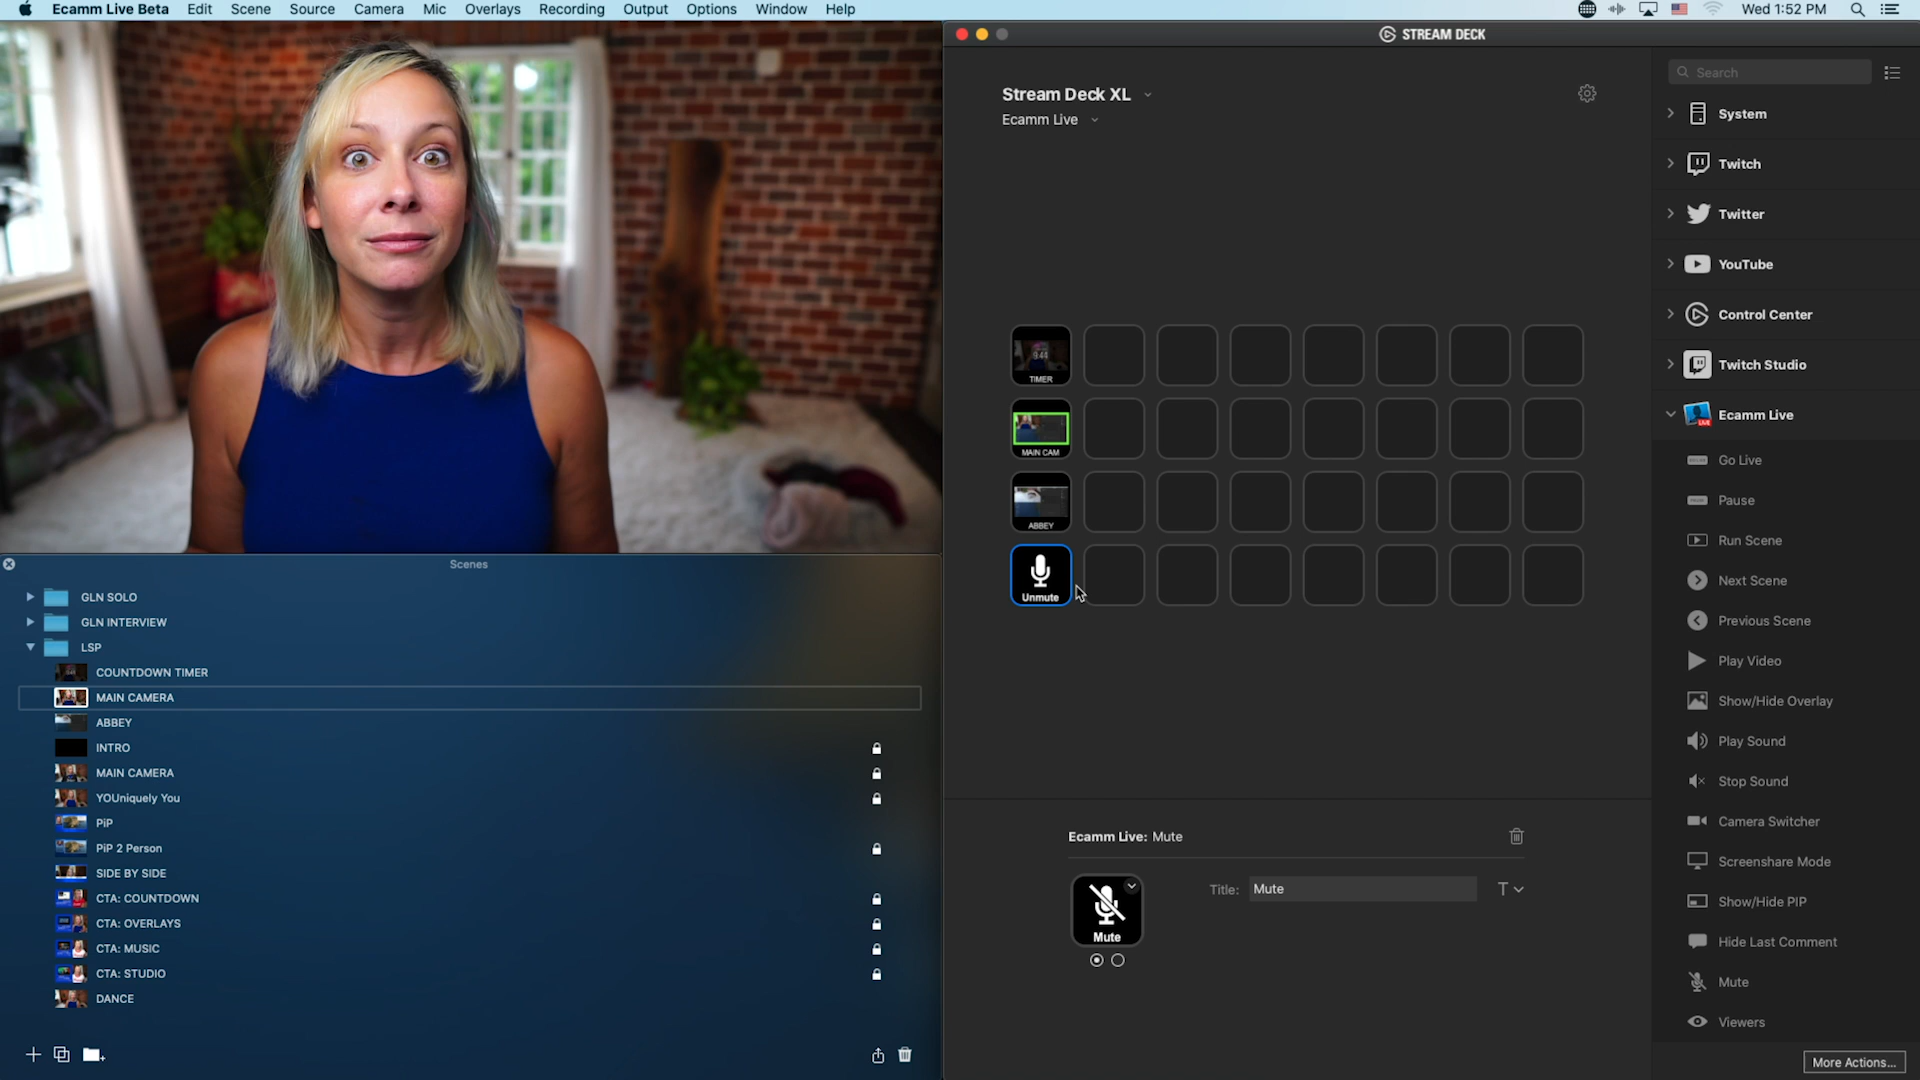 Ecamm Live Beta Edit Scene Source Camera Mic Overlays Recording Output Options Window Help Wed 1:52 PM
STREAM DECK
Stream Deck XL
Ecamm Live
Search
System
Twitch
Twitter
YouTube
Control Center
Twitch Studio
Ecamm Live
Go Live
Pause
Run Scene
Next Scene
Previous Scene
Play Video
Show/Hide Overlay
Play Sound
Stop Sound
Camera Switcher
Screenshare Mode
Show/Hide PIP
Hide Last Comment
Mute
Viewers
More Actions...
9:44
TIMER
MAIN CAM
ABBEY
Unmute
Ecamm Live: Mute
Mute
Title: Mute
T
Scenes
GLN SOLO
GLN INTERVIEW
LSP
COUNTDOWN TIMER
MAIN CAMERA
ABBEY
INTRO
MAIN CAMERA
YOUniquely You
PiP
PiP 2 Person
SIDE BY SIDE
CTA: COUNTDOWN
CTA: OVERLAYS
CTA: MUSIC
CTA: STUDIO
DANCE